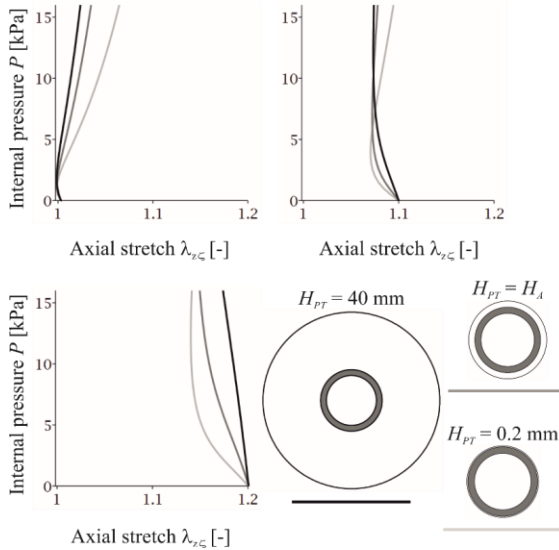 Internal pressure P [kPa]
15
10
5
0
1
1.1
1.2
Axial stretch λzζ [-]
15
10
5
0
1
1.1
1.2
Axial stretch λzζ [-]
Internal pressure P [kPa]
15
10
5
0
1
1.1
1.2
Axial stretch λzζ [-]
HPT = 40 mm
HPT = HA
HPT = 0.2 mm